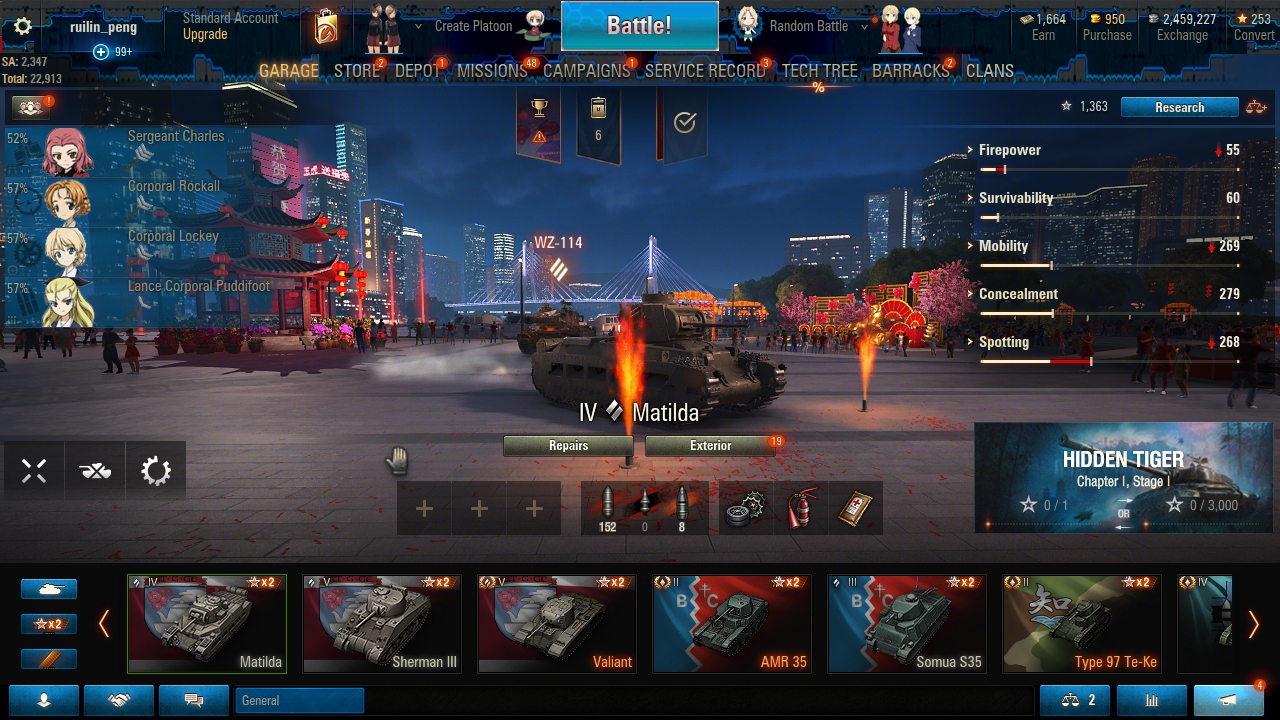 ruilin_peng
99+
Standard Account
Upgrade
Create Platoon
Battle!
Random Battle
1,664
Earn
950
Purchase
2,459,227
Exchange
253
Convert
SA: 2,347
Total: 22,913
GARAGE
STORE 2
DEPOT 1
MISSIONS 48
CAMPAIGNS 1
SERVICE RECORD 3
TECH TREE
%
BARRACKS 2
CLANS
!
6
1,363
Research
52%
Sergeant Charles
57%
Corporal Rockall
57%
Corporal Lockey
57%
Lance Corporal Puddifoot
恭
Firepower
55
Survivability
60
Mobility
269
Concealment
279
Spotting
268
WZ-114
IV Matilda
Repairs
Exterior
19
152
0
8
HIDDEN TIGER
Chapter I, Stage I
0 / 1
OR
0 / 3,000
x2
IV
x2
Matilda
V
x2
Sherman III
V
x2
Valiant
II
x2
B C
AMR 35
III
x2
B C
Somua S35
II
x2
知
Type 97 Te-Ke
IV
General
2
4